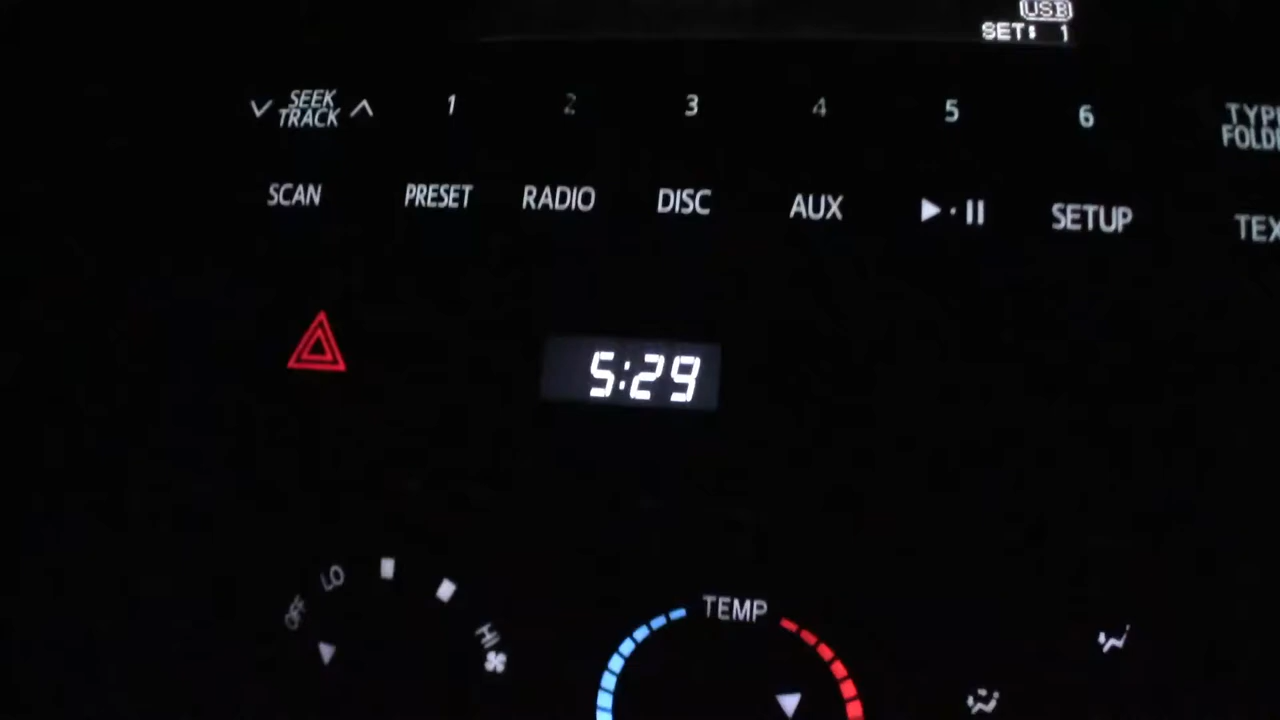 USB
SET: 1
SEEK
TRACK
1 2 3 4 5 6
SCAN PRESET RADIO DISC AUX SETUP
5:29
OFF LO HI
TEMP